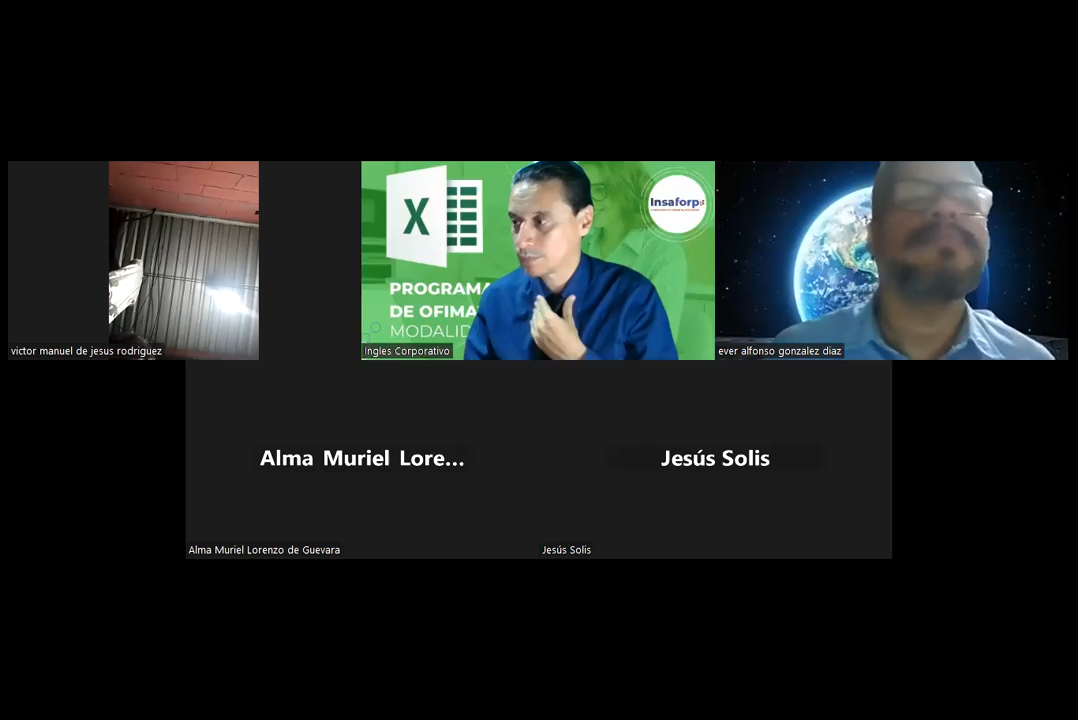 X
Insaforp
PROGRAMA
DE OFIMA
MODALID
victor manuel de jesus rodriguez
Ingles Corporativo
ever alfonso gonzalez diaz
Alma Muriel Lore...
Jesús Solis
Alma Muriel Lorenzo de Guevara
Jesús Solis